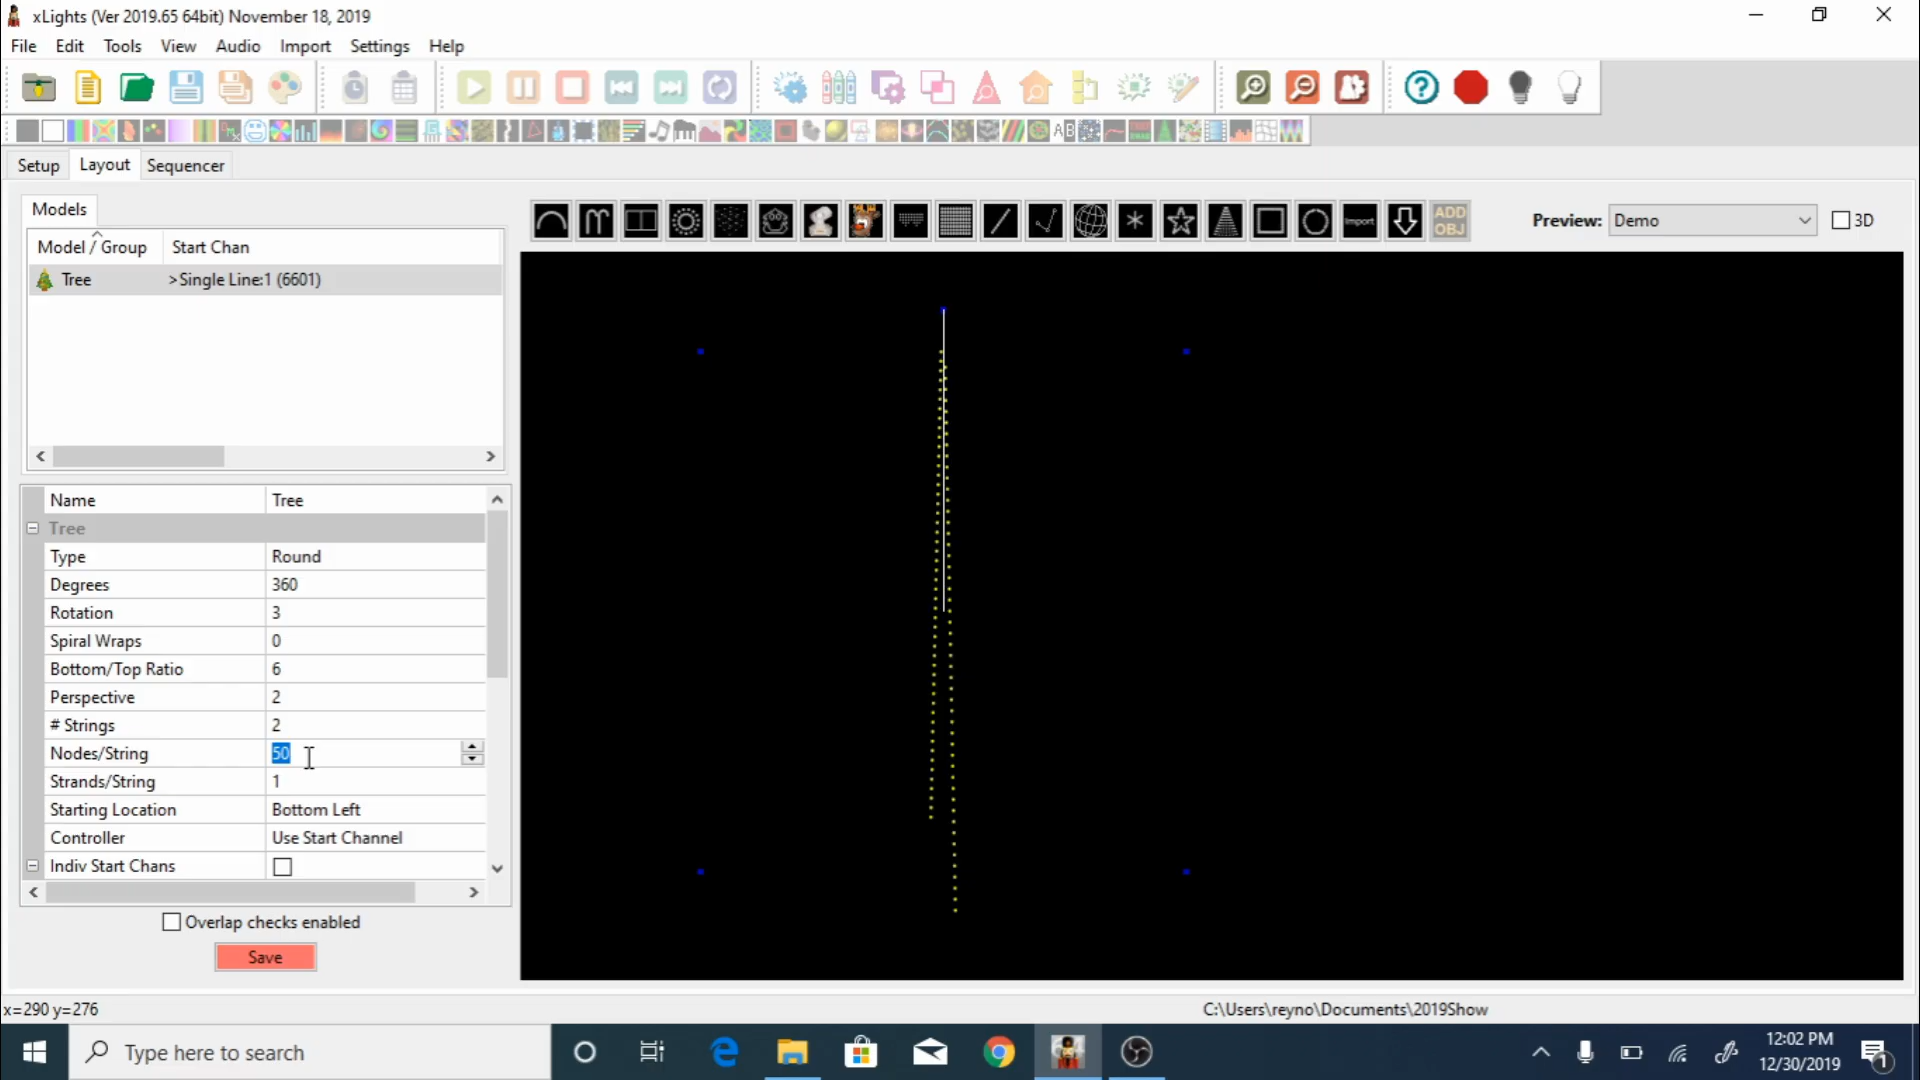 xLights (Ver 2019.65 64bit) November 18, 2019
File Edit Tools View Audio Import Settings Help
Setup Layout Sequencer
Models
Model / Group Start Chan
Tree >Single Line:1 (6601)
import
ADD
OBJ
Preview: Demo 3D
Name Tree
Tree
Type Round
Degrees 360
Rotation 3
Spiral Wraps 0
Bottom/Top Ratio 6
Perspective 2
# Strings 2
Nodes/String 50
Strands/String 1
Starting Location Bottom Left
Controller Use Start Channel
Indiv Start Chans
Overlap checks enabled
Save
x=290 y=276 C:\Users\reyno\Documents\2019Show
Type here to search
12:02 PM
12/30/2019
1